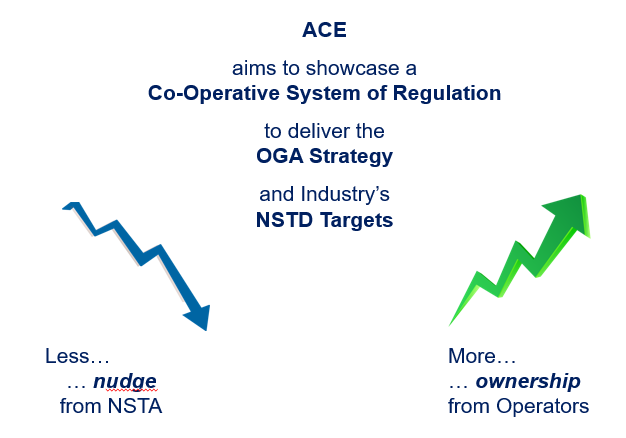 ACE
aims to showcase a
Co-Operative System of Regulation
to deliver the
OGA Strategy
and Industry's
NSTD Targets
Less…
… nudge
from NSTA
More…
… ownership
from Operators